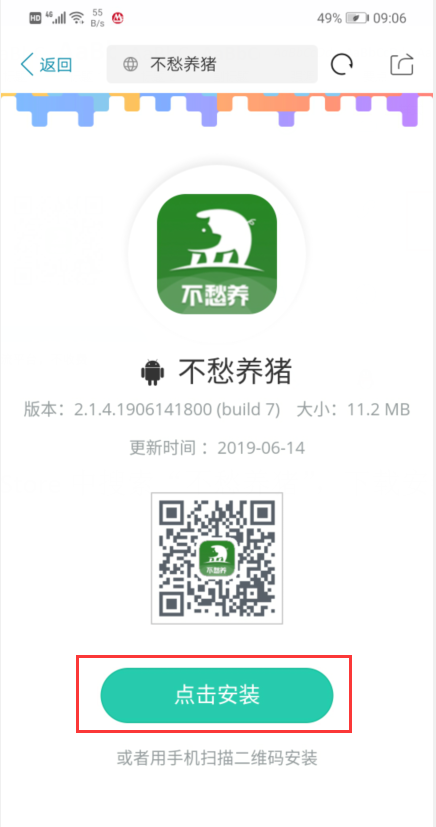 HD 4G 55 B/s 49% 09:06
返回 不愁养猪
不愁养
不愁养猪
版本：2.1.4.1906141800 (build 7) 大小：11.2 MB
更新时间：2019-06-14
不愁养
点击安装
或者用手机扫描二维码安装